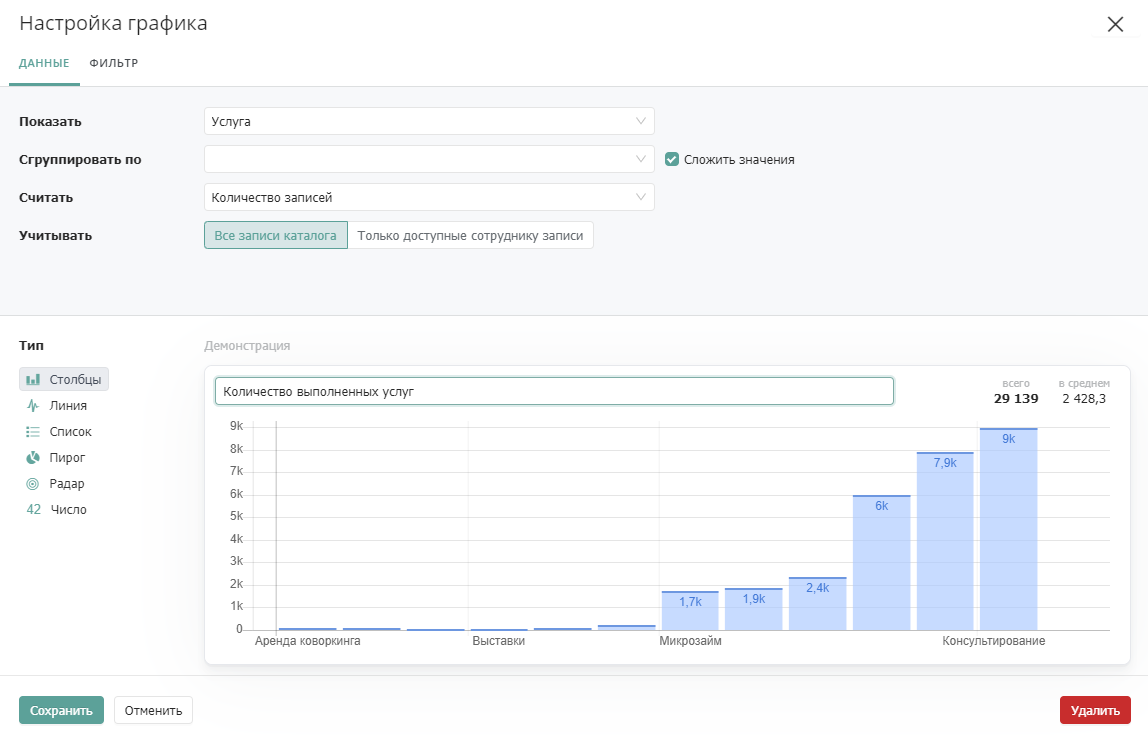 Настройка графика
ДАННЫЕ ФИЛЬТР
Показать Услуга
Сгруппировать по Сложить значения
Считать Количество записей
Учитывать Все записи каталога Только доступные сотруднику записи
Тип Демонстрация
Столбцы
Линия
Список
Пирог
Радар
42 Число
Количество выполненных услуг
всего в среднем
29 139 2 428,3
9k
8k
7k
6k
5k
4k
3k
2k
1k
0
1,7k 1,9k 2,4k 6k 7,9k 9k
Аренда коворкинга Выставки Микрозайм Консультирование
Сохранить Отменить Удалить